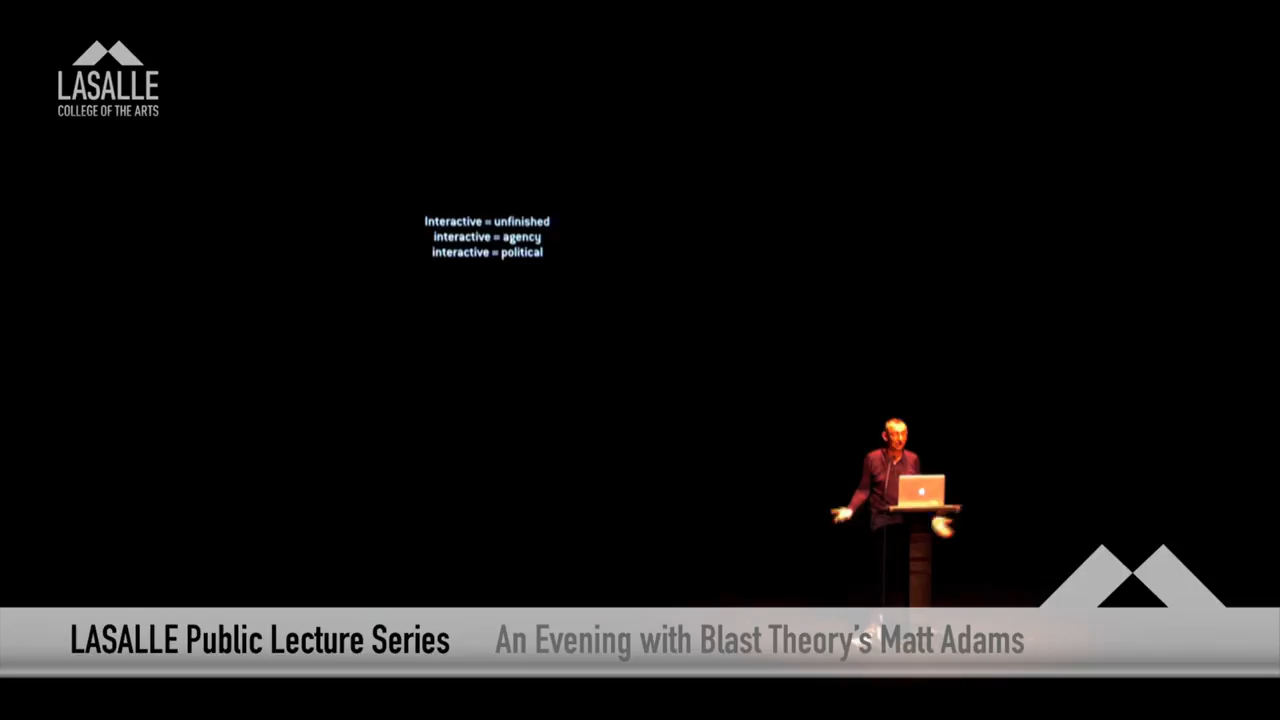 LASALLE
COLLEGE OF THE ARTS
Interactive = unfinished
interactive = agency
interactive = political
LASALLE Public Lecture Series An Evening with Blast Theory's Matt Adams